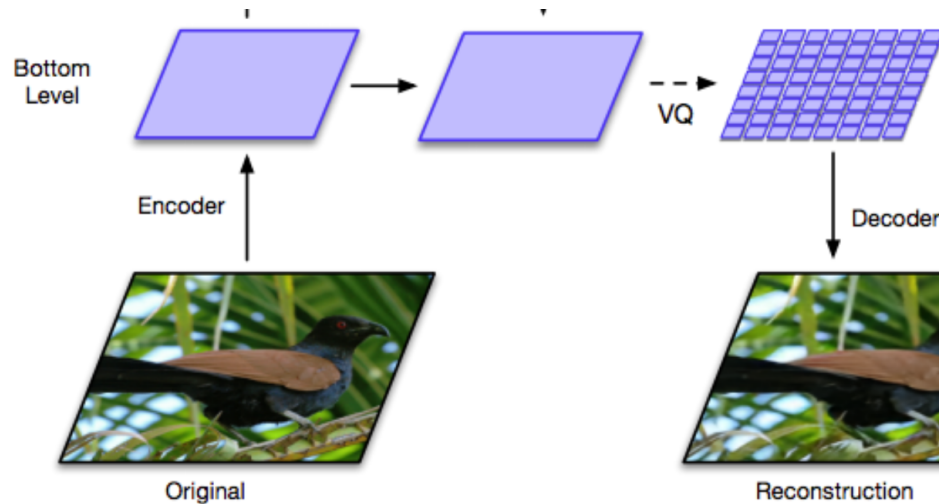 Bottom
Level
VQ
Encoder
Decoder
Original
Reconstruction